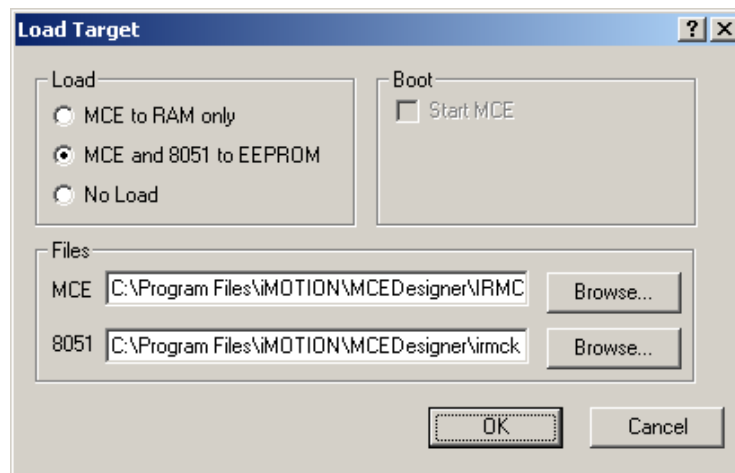 Load Target
Load
MCE to RAM only
MCE and 8051 to EEPROM
No Load
Boot
Start MCE
Files
MCE C:\Program Files\iMOTION\MCEDesigner\IRMC Browse...
8051 C:\Program Files\iMOTION\MCEDesigner\irmck Browse...
OK Cancel